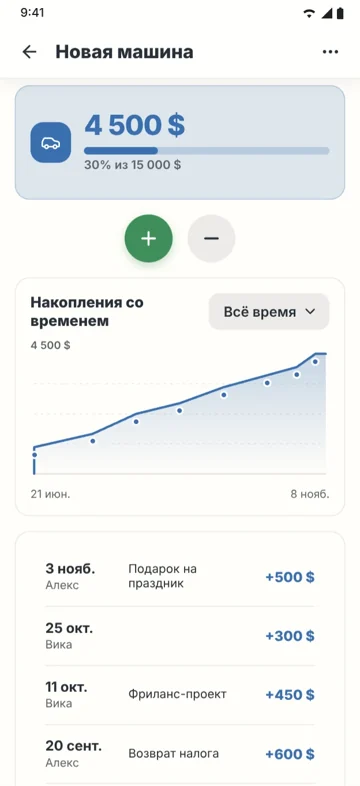 9:41
Новая машина
4 500 $
30% из 15 000 $
Накопления со
временем
Всё время
4 500 $
21 июн.
8 нояб.
3 нояб.
Алекс
Подарок на
праздник
+500 $
25 окт.
Вика
+300 $
11 окт.
Вика
Фриланс-проект
+450 $
20 сент.
Алекс
Возврат налога
+600 $